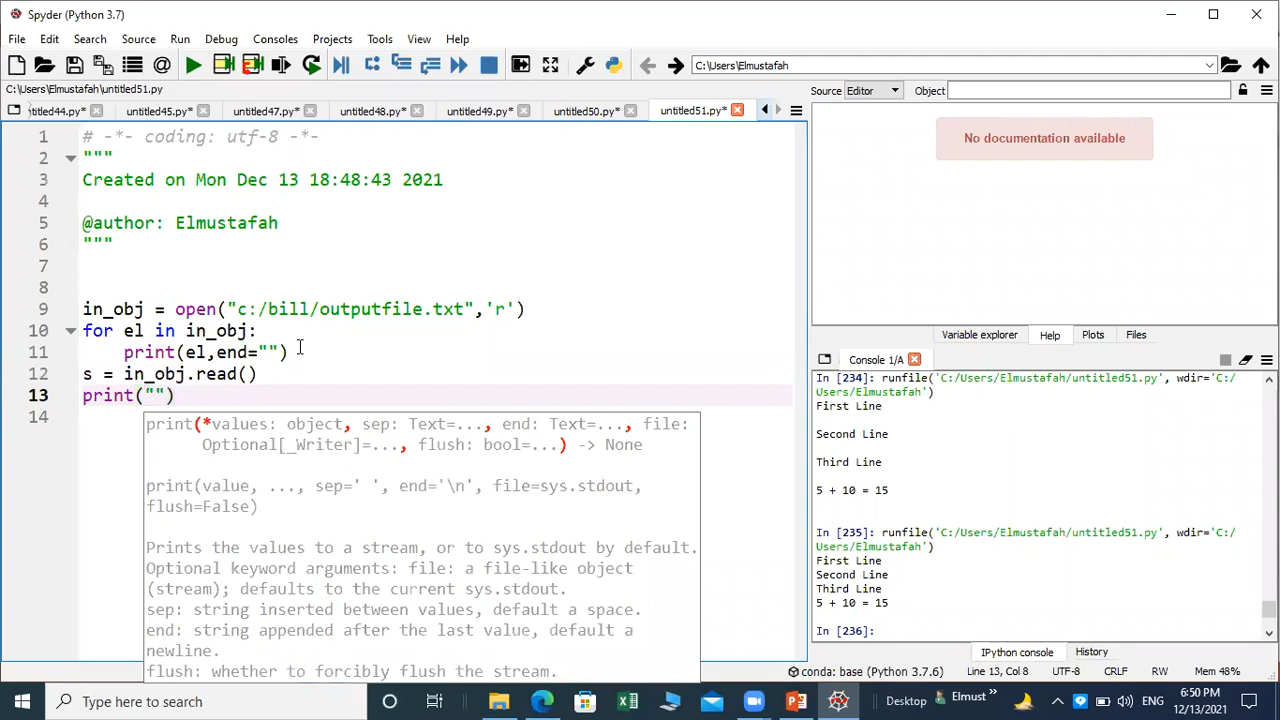 Spyder (Python 3.7)
File Edit Search Source Run Debug Consoles Projects Tools View Help
C:\Users\Elmustafah
C:\Users\Elmustafah\untitled51.py
Source Editor Object
titled44.py* untitled45.py* untitled47.py* untitled48.py* untitled49.py* untitled50.py* untitled51.py*
No documentation available
1 # -*- coding: utf-8 -*-
2 """
3 Created on Mon Dec 13 18:48:43 2021
4
5 @author: Elmustafah
6 """
7
8
9 in_obj = open("c:/bill/outputfile.txt",'r')
10 for el in in_obj:
11 print(el,end="")
12 s = in_obj.read()
13 print("")
14
print(*values: object, sep: Text=..., end: Text=..., file:
Optional[_Writer]=..., flush: bool=...) -> None
print(value, ..., sep=' ', end='\n', file=sys.stdout,
flush=False)
Prints the values to a stream, or to sys.stdout by default.
Optional keyword arguments: file: a file-like object
(stream); defaults to the current sys.stdout.
sep: string inserted between values, default a space.
end: string appended after the last value, default a
newline.
flush: whether to forcibly flush the stream.
Variable explorer Help Plots Files
Console 1/A
In [234]: runfile('C:/Users/Elmustafah/untitled51.py', wdir='C:/
Users/Elmustafah')
First Line
Second Line
Third Line
5 + 10 = 15
In [235]: runfile('C:/Users/Elmustafah/untitled51.py', wdir='C:/
Users/Elmustafah')
First Line
Second Line
Third Line
5 + 10 = 15
In [236]:
IPython console History
conda: base (Python 3.7.6) Line 13, Col 8 UTF-8 CRLF RW Mem 48%
Type here to search
Desktop Elmust » ENG 6:50 PM
12/13/2021